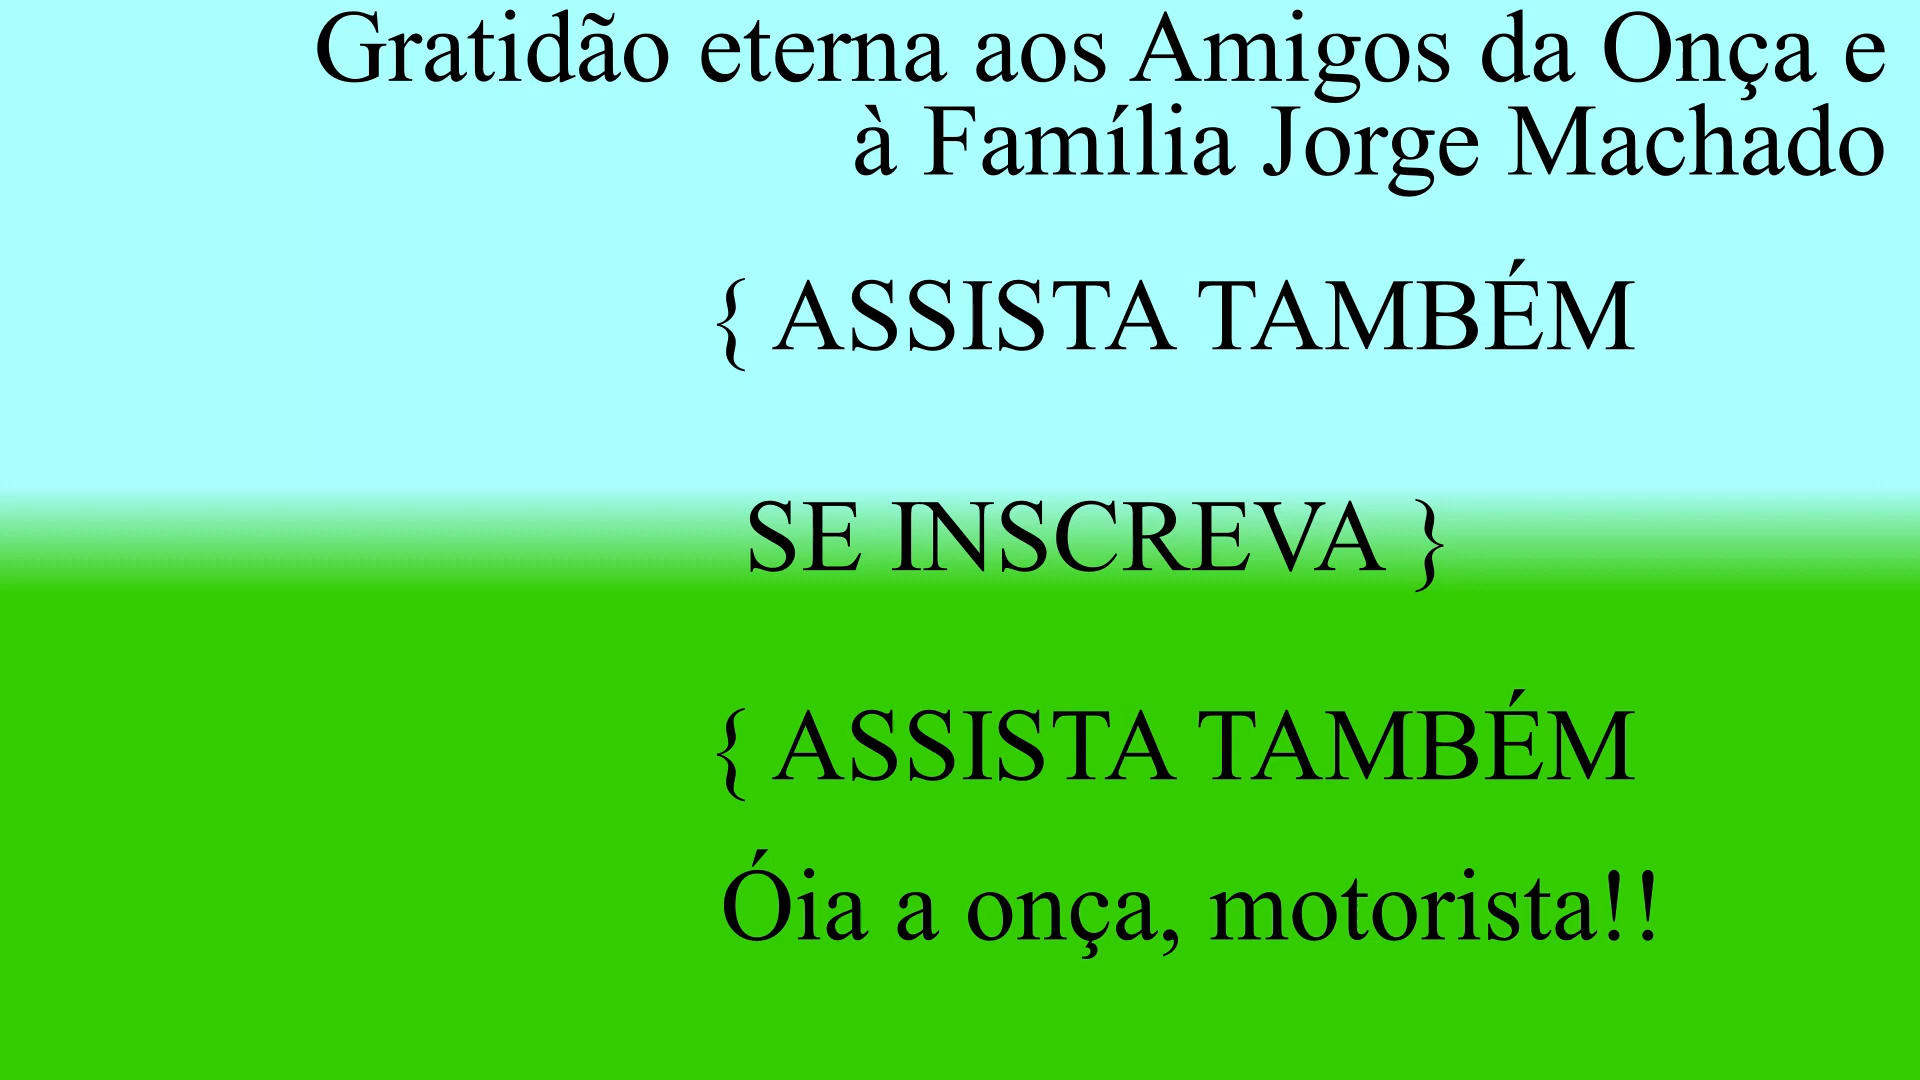 Gratidão eterna aos Amigos da Onça e
à Família Jorge Machado
{ ASSISTA TAMBÉM
SE INSCREVA }
{ ASSISTA TAMBÉM
Óia a onça, motorista!!